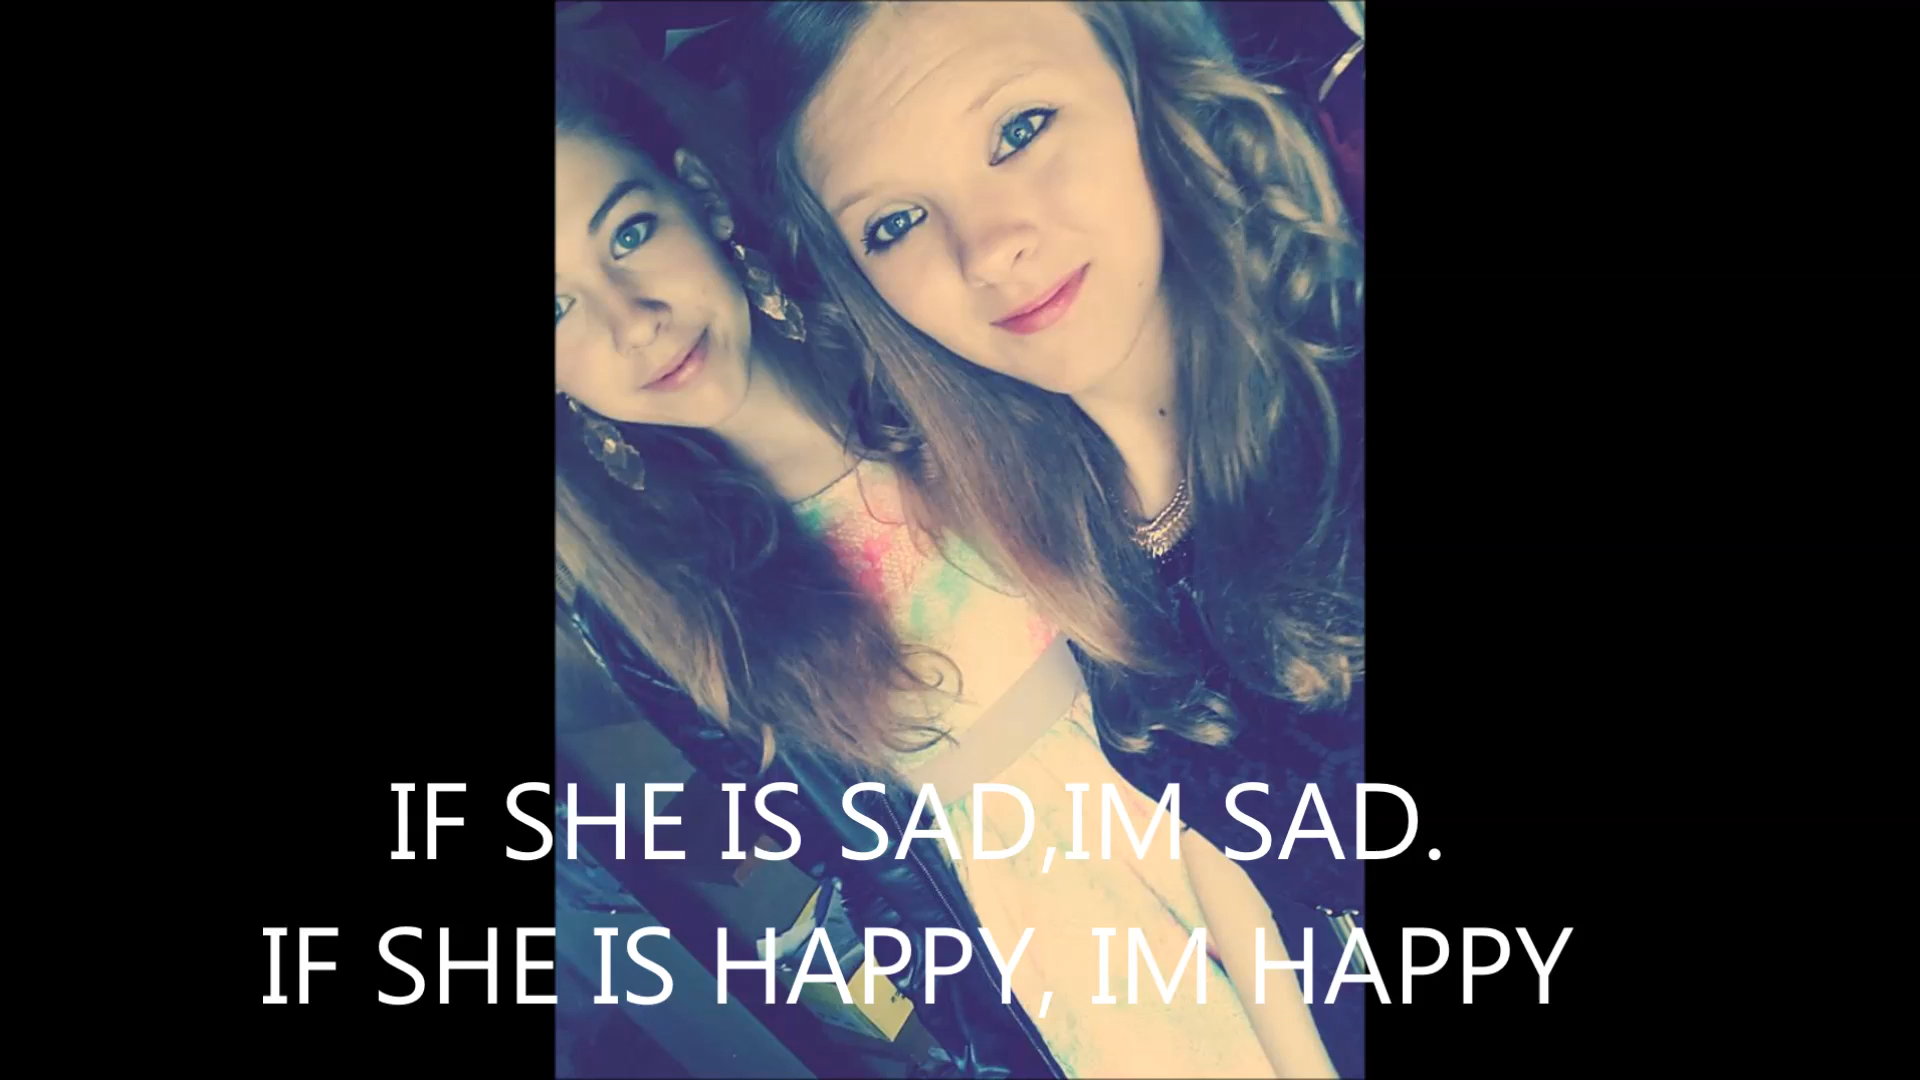 IF SHE IS SAD,IM SAD.
IF SHE IS HAPPY, IM HAPPY